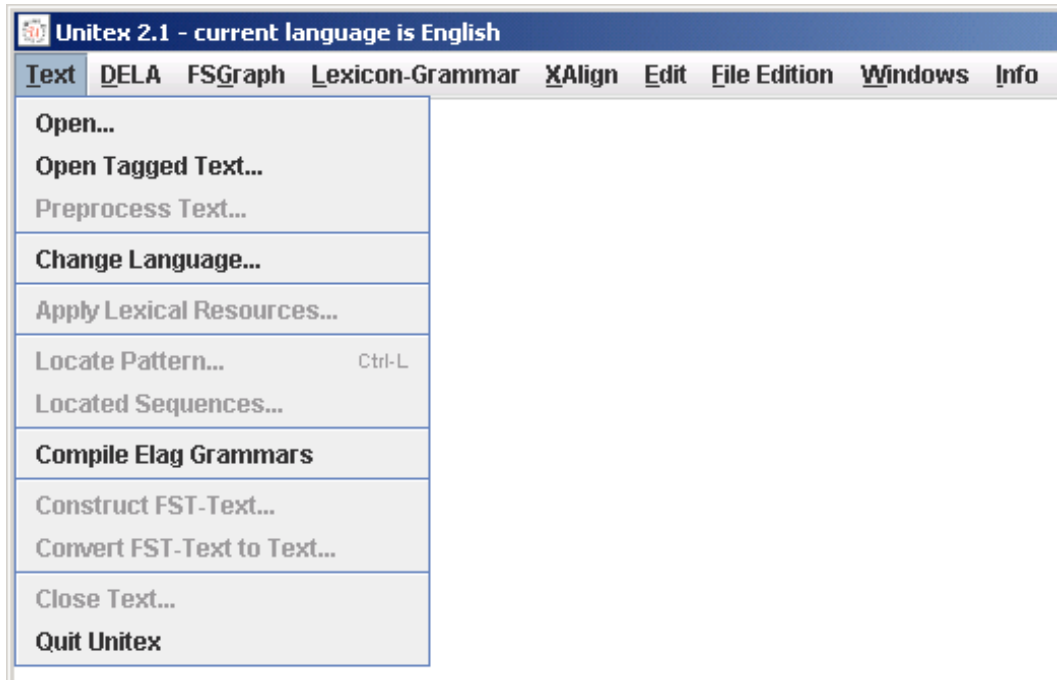 Unitex 2.1 - current language is English
Text DELA FSGraph Lexicon-Grammar XAlign Edit File Edition Windows Info
Open...
Open Tagged Text...
Preprocess Text...
Change Language...
Apply Lexical Resources...
Locate Pattern... Ctrl-L
Located Sequences...
Compile Elag Grammars
Construct FST-Text...
Convert FST-Text to Text...
Close Text...
Quit Unitex